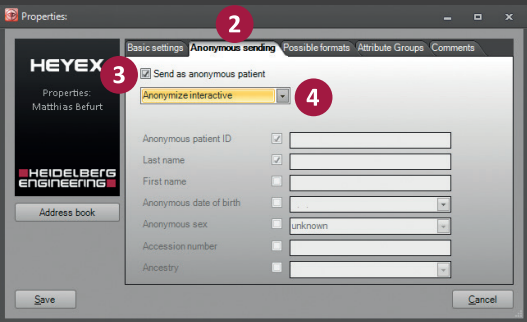 Properties:
2
Basic settings Anonymous sending Possible formats Attribute Groups Comments
HEYEX
3
Send as anonymous patient
Properties:
Matthias Befurt
Anonymize interactive
4
Anonymous patient ID
Last name
First name
HEIDELBERG
ENGINEERING
Anonymous date of birth
. .
Address book
Anonymous sex
unknown
Accession number
Ancestry
Save
Cancel